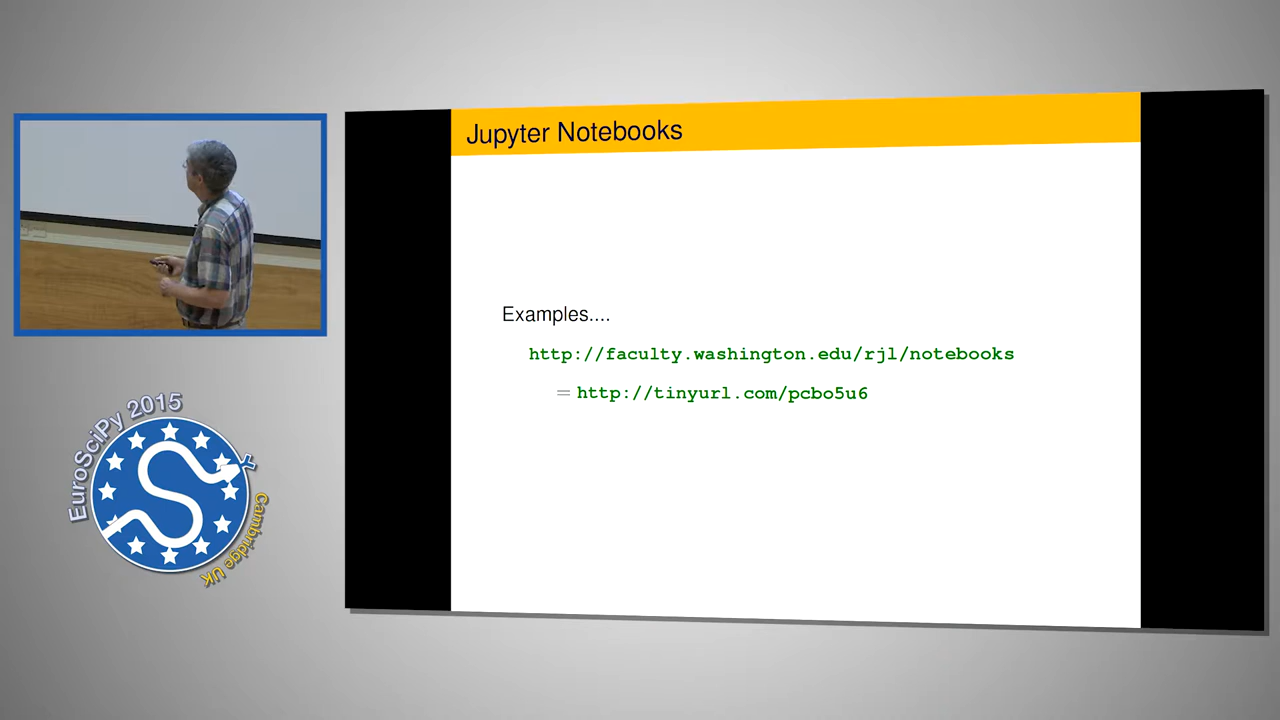 Jupyter Notebooks
Examples....
http://faculty.washington.edu/rjl/notebooks
= http://tinyurl.com/pcbo5u6
EuroSciPy 2015
Cambridge UK